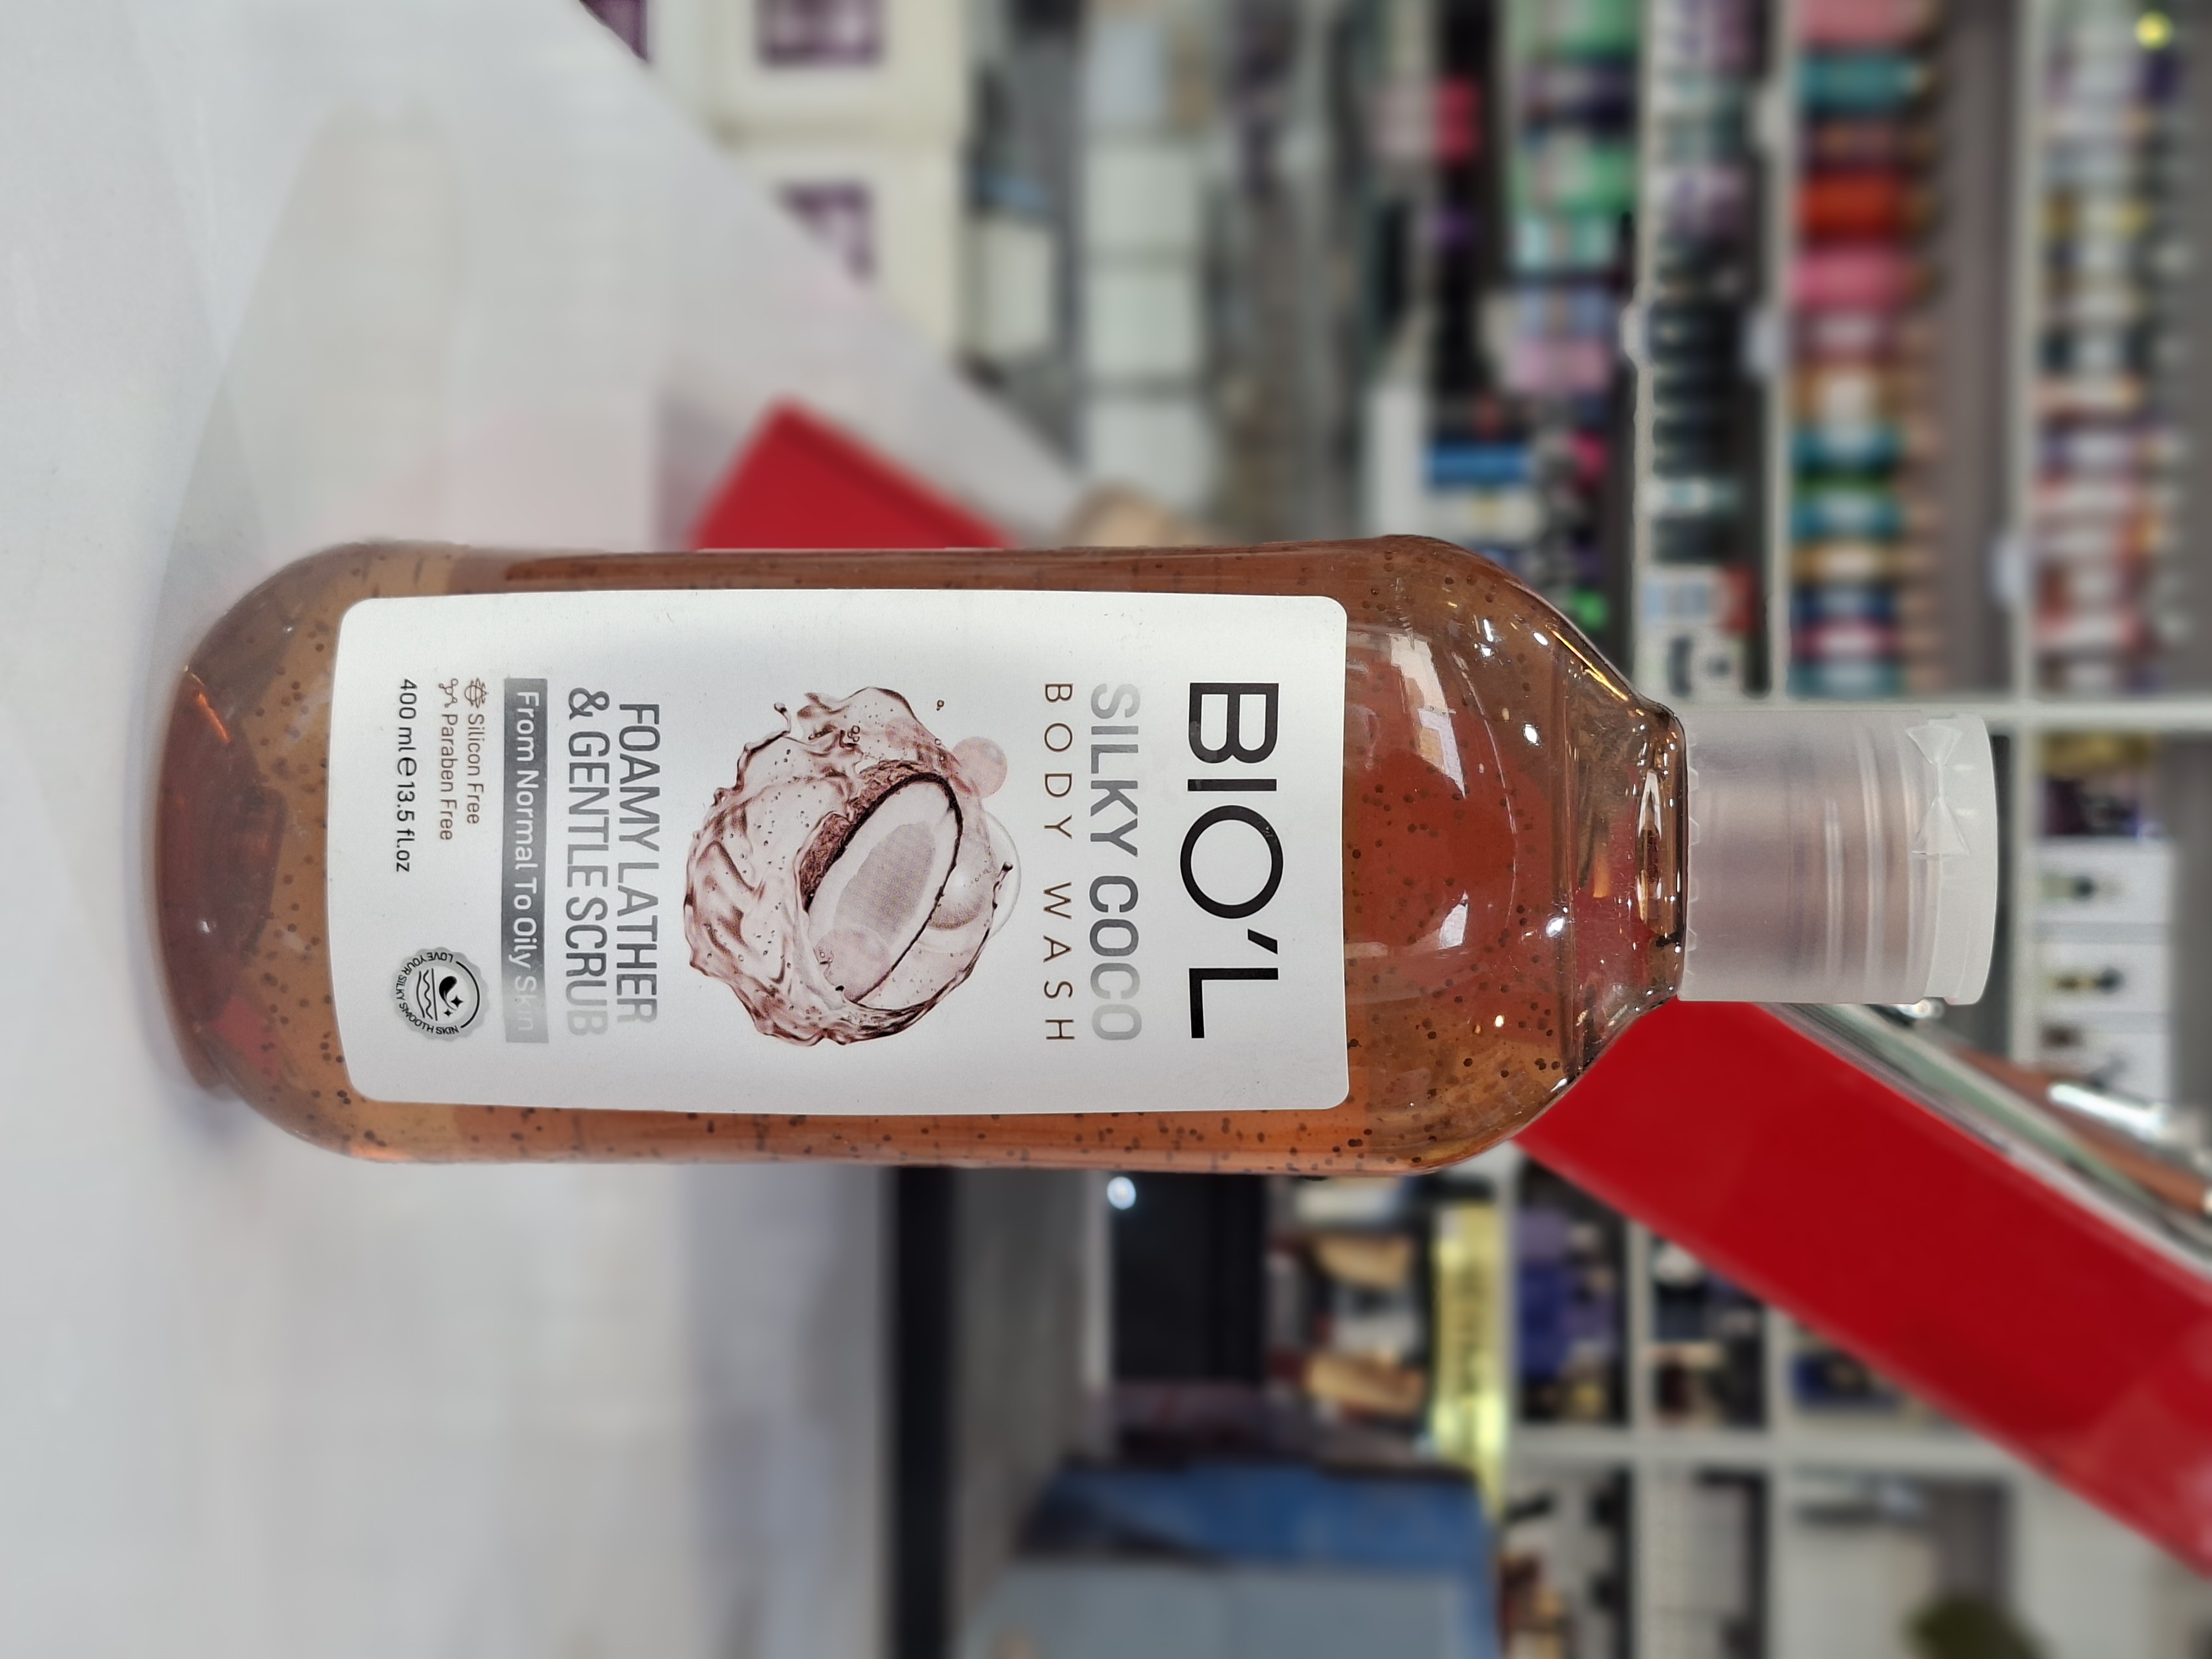 BIO'L
SILKY COCO
BODY WASH
FOAMY LATHER
& GENTLE SCRUB
From Normal To Oily Skin
Silicon Free
Paraben Free
400 ml e 13.5 fl.oz
LOVE YOUR SILKY SMOOTH SKIN